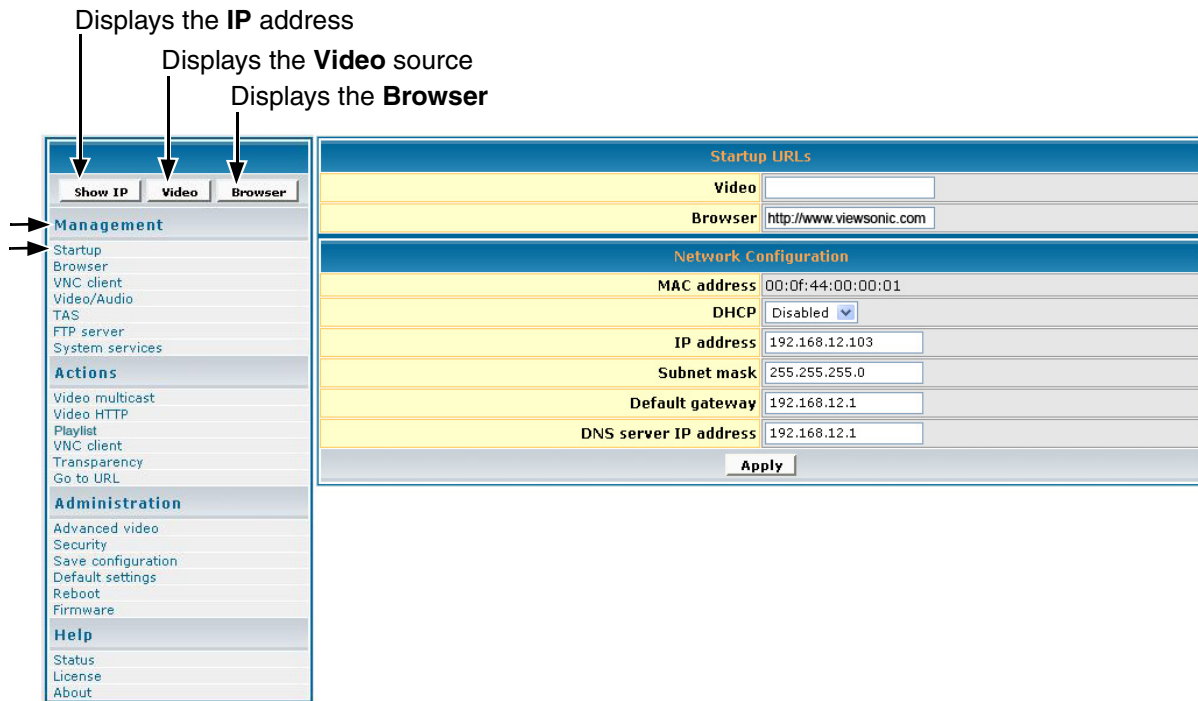 Displays the IP address
Displays the Video source
Displays the Browser
Show IP Video Browser
Management
Startup
Browser
VNC client
Video/Audio
TAS
FTP server
System services
Actions
Video multicast
Video HTTP
Playlist
VNC client
Transparency
Go to URL
Administration
Advanced video
Security
Save configuration
Default settings
Reboot
Firmware
Help
Status
License
About
Startup URLs
Video
Browser http://www.viewsonic.com
Network Configuration
MAC address 00:0f:44:00:00:01
DHCP Disabled
IP address 192.168.12.103
Subnet mask 255.255.255.0
Default gateway 192.168.12.1
DNS server IP address 192.168.12.1
Apply